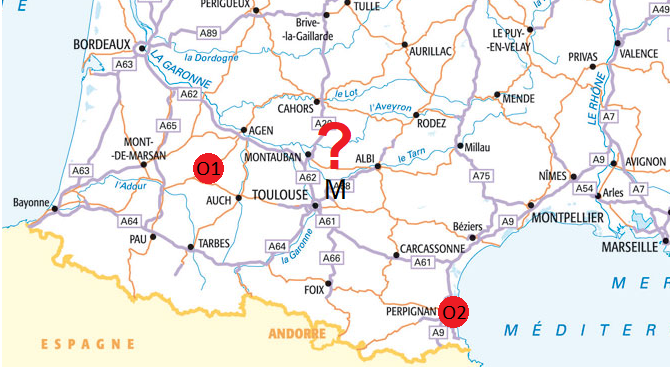 E
PERIGUEUX
TULLE
Brive-
-la-Gaillarde
A49
la
BORDEAUX
A89
la Dordogne
AURILLAC
LE PUY-
-EN-VELAY
VALENCE
PRIVAS
A63
LA GARONNE
A62
LE RHÔNE
CAHORS
le Lot
l'Aveyron
MENDE
A7
A65
AGEN
A20
RODEZ
?
MONT-
-DE-MARSAN
MONTAUBAN
ALBI
le Tarn
Millau
A9
AVIGNON
O1
A63
l'Adour
A62
A68
M
A75
NÎMES
A54
Arles
A7
Bayonne
AUCH
TOULOUSE
A64
A61
MONTPELLIER
A9
Béziers
PAU
TARBES
A64
la Garonne
A66
CARCASSONNE
A61
MARSEILLE
FOIX
MER
PERPIGNAN
O2
A9
MÉDITER
ANDORRE
ESPAGNE